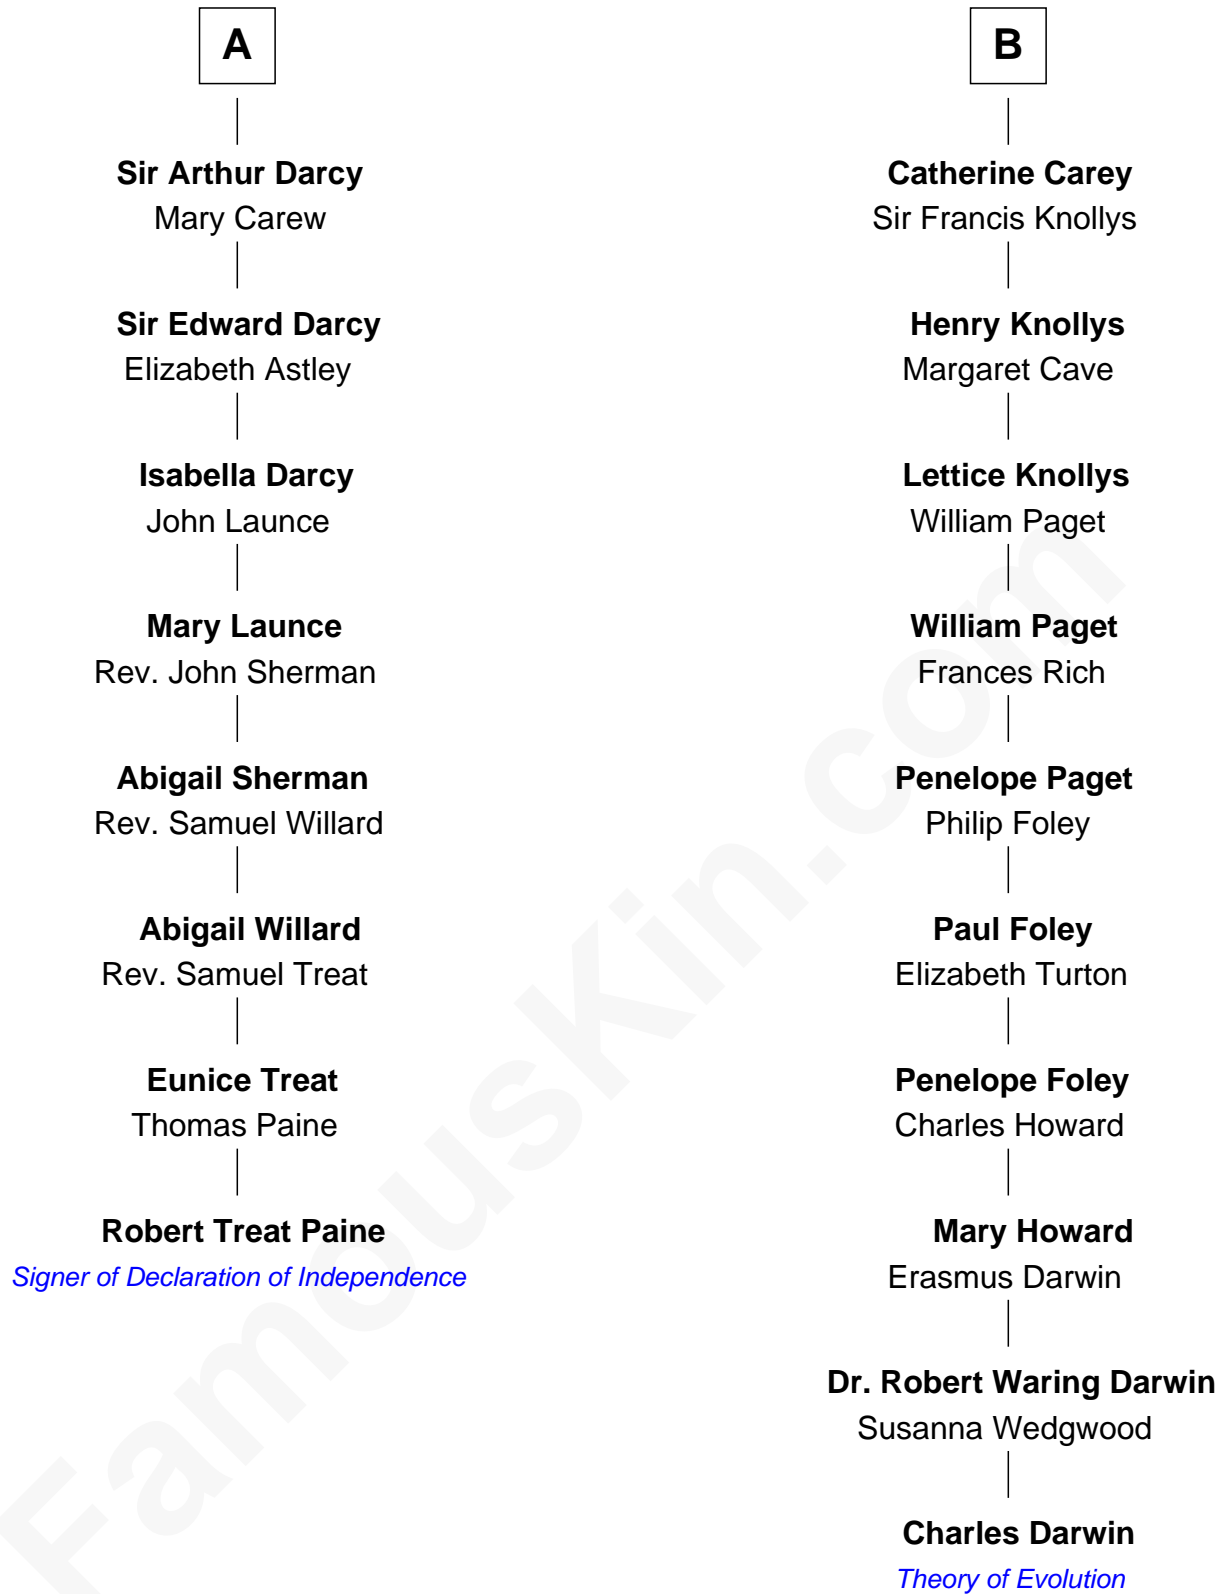 A
Sir Arthur Darcy
Mary Carew
Sir Edward Darcy
Elizabeth Astley
Isabella Darcy
John Launce
Mary Launce
Rev. John Sherman
Abigail Sherman
Rev. Samuel Willard
Abigail Willard
Rev. Samuel Treat
Eunice Treat
Thomas Paine
Robert Treat Paine
Signer of Declaration of Independence
B
Catherine Carey
Sir Francis Knollys
Henry Knollys
Margaret Cave
Lettice Knollys
William Paget
William Paget
Frances Rich
Penelope Paget
Philip Foley
Paul Foley
Elizabeth Turton
Penelope Foley
Charles Howard
Mary Howard
Erasmus Darwin
Dr. Robert Waring Darwin
Susanna Wedgwood
Charles Darwin
Theory of Evolution
FamousKin.com